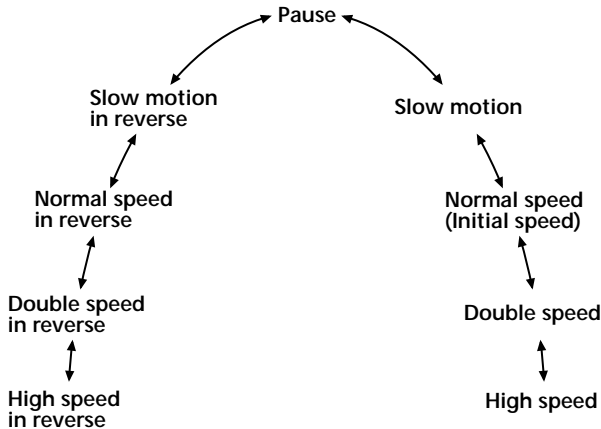 Pause
Slow motion
in reverse
Slow motion
Normal speed
in reverse
Normal speed
(Initial speed)
Double speed
in reverse
Double speed
High speed
in reverse
High speed